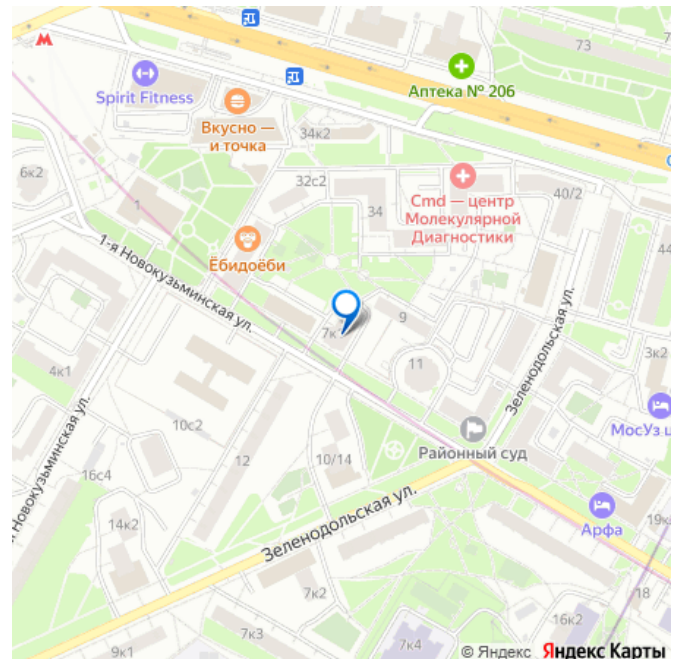 73
Spirit Fitness
Аптека № 206
Вкусно —
и точка
34к2
6к2
32с2
Cmd — центр
Молекулярной
Диагностики
40/2
34
1
44
Ёбидоёби
1-я Новокузьминская ул.
9
7к
11
3к2
Зеленодольская ул.
4к1
МосУз ц
10с2
Районный суд
12
10/14
16с4
-я Новокузьминская ул.
Арфа
19к
14к2
Зеленодольская ул.
7к2
18
16к2
7к3
7к4
9к1
© Яндекс Яндекс Карты